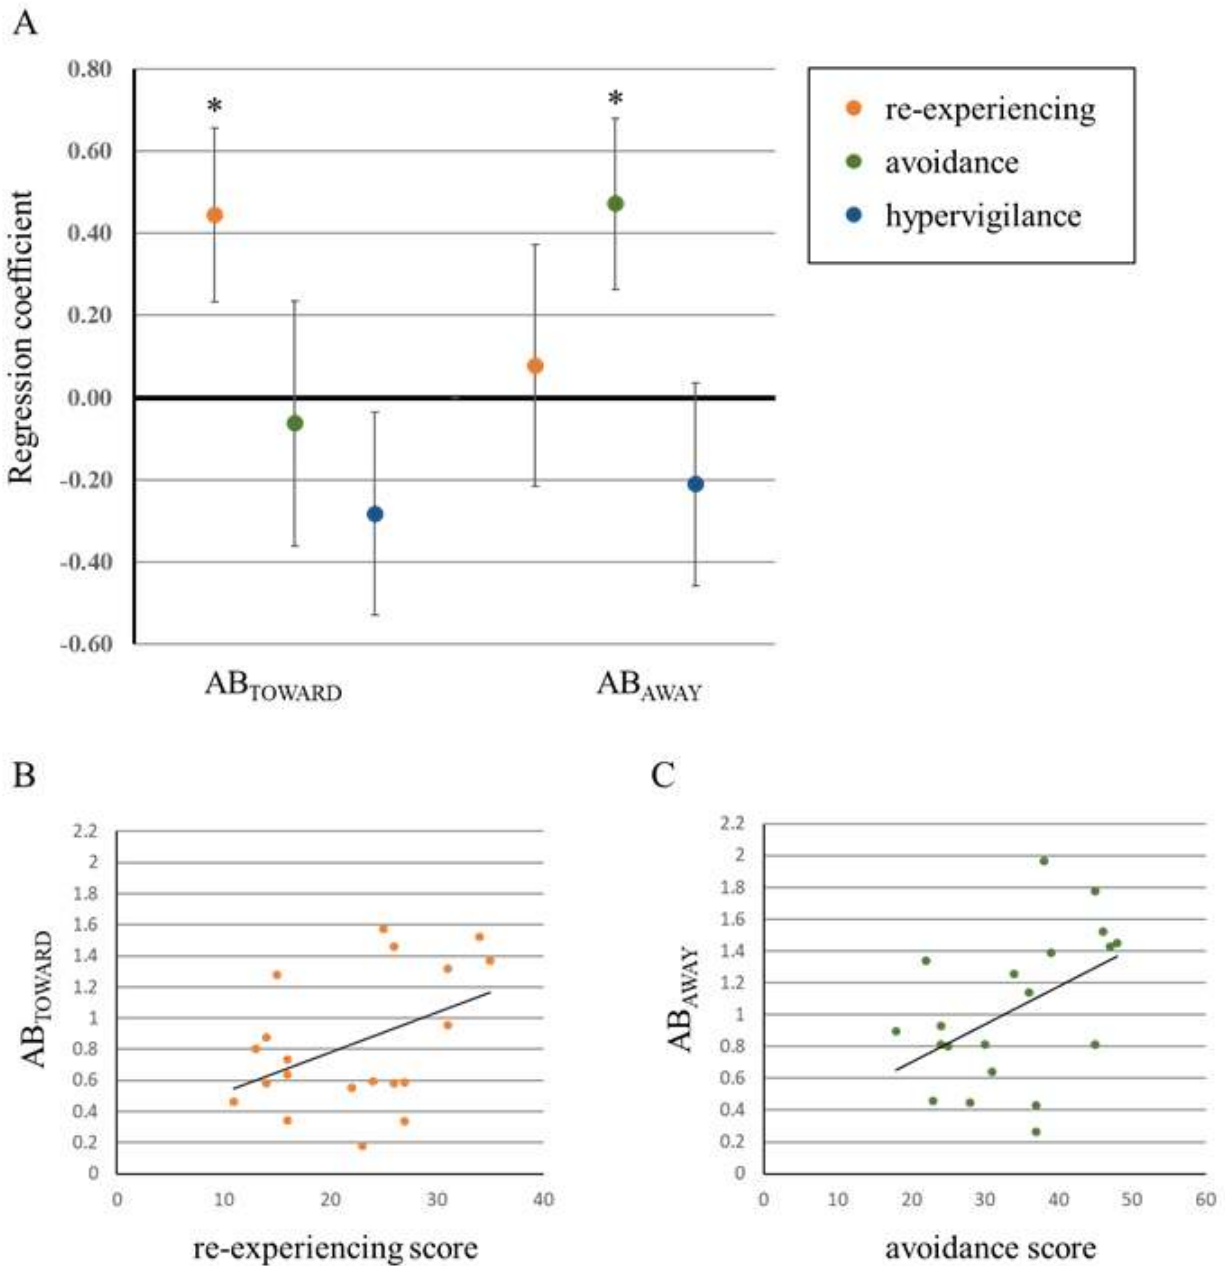 A
0.80
0.60
0.40
0.20
0.00
-0.20
-0.40
-0.60
Regression coefficient
*
*
AB_TOWARD
AB_AWAY
re-experiencing
avoidance
hypervigilance
B
2.2
2
1.8
1.6
1.4
1.2
1
0.8
0.6
0.4
0.2
0
AB_TOWARD
0 10 20 30 40
re-experiencing score
C
2.2
2
1.8
1.6
1.4
1.2
1
0.8
0.6
0.4
0.2
0
AB_AWAY
0 10 20 30 40 50 60
avoidance score